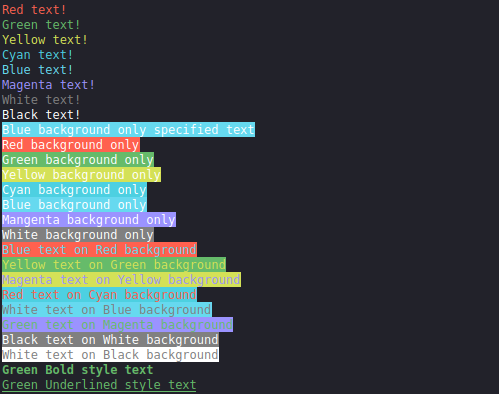 Red text!
Green text!
Yellow text!
Cyan text!
Blue text!
Magenta text!
White text!
Black text!
Blue background only specified text
Red background only
Green background only
Yellow background only
Cyan background only
Blue background only
Mangenta background only
White background only
Blue text on Red background
Yellow text on Green background
Magenta text on Yellow background
Red text on Cyan background
White text on Blue background
Green text on Magenta background
Black text on White background
White text on Black background
Green Bold style text
Green Underlined style text